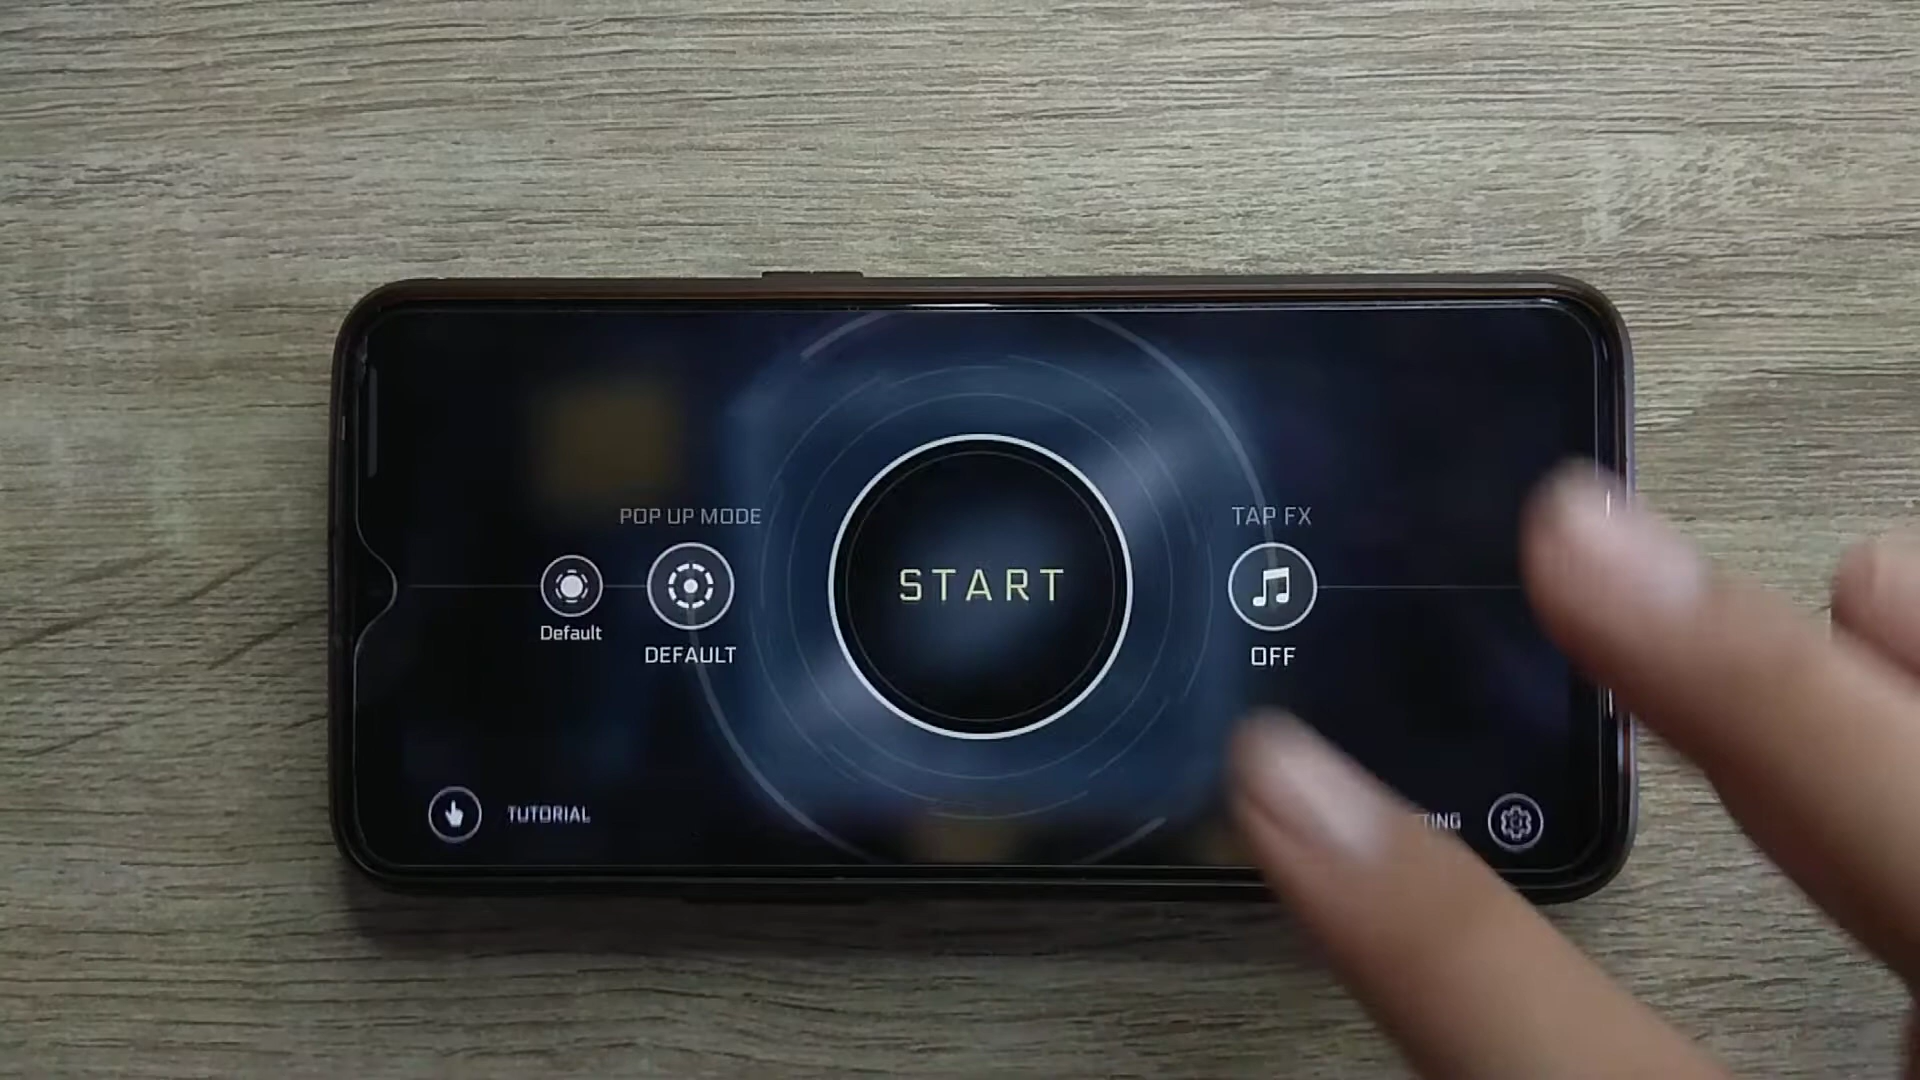 POP UP MODE
TAP FX
START
Default
DEFAULT
OFF
TUTORIAL